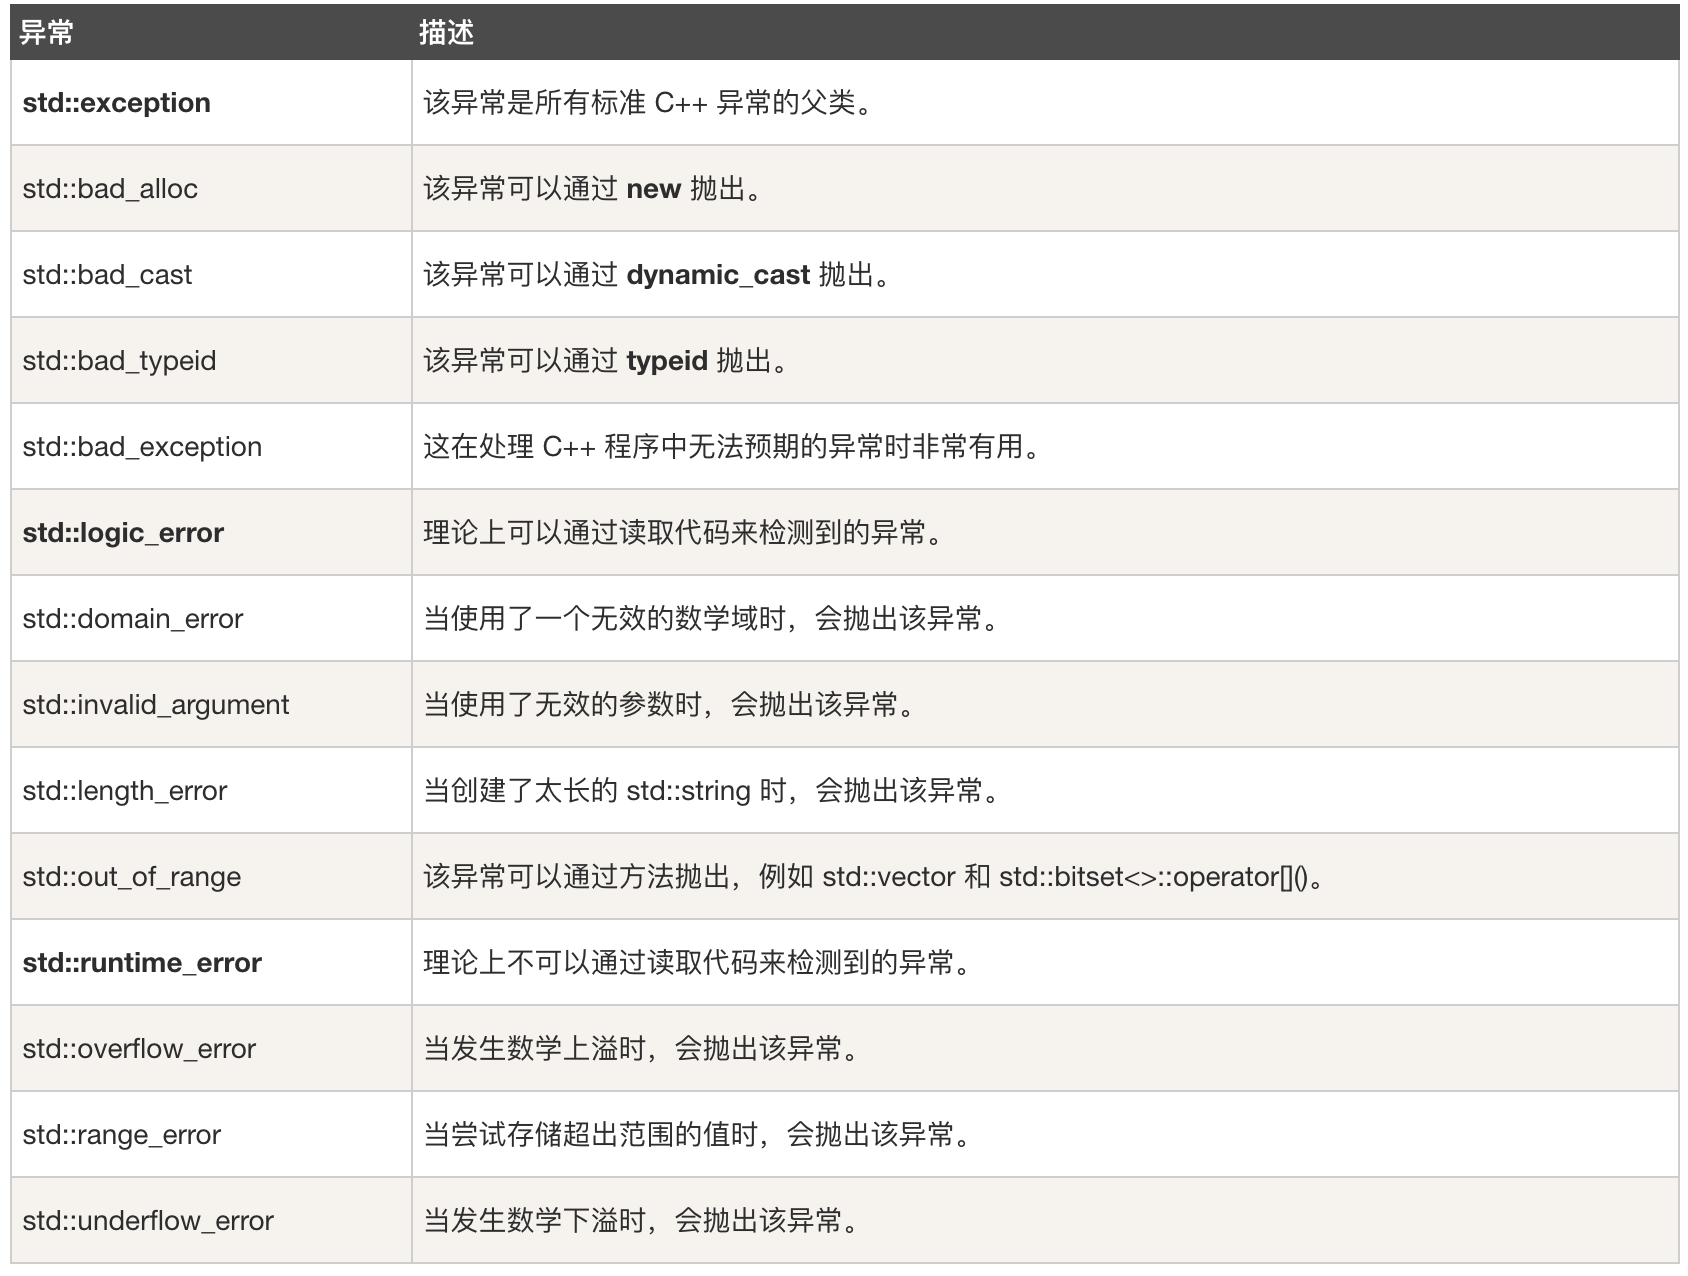 异常 描述
std::exception 该异常是所有标准 C++ 异常的父类。
std::bad_alloc 该异常可以通过 new 抛出。
std::bad_cast 该异常可以通过 dynamic_cast 抛出。
std::bad_typeid 该异常可以通过 typeid 抛出。
std::bad_exception 这在处理 C++ 程序中无法预期的异常时非常有用。
std::logic_error 理论上可以通过读取代码来检测到的异常。
std::domain_error 当使用了一个无效的数学域时，会抛出该异常。
std::invalid_argument 当使用了无效的参数时，会抛出该异常。
std::length_error 当创建了太长的 std::string 时，会抛出该异常。
std::out_of_range 该异常可以通过方法抛出，例如 std::vector 和 std::bitset<>::operator[]()。
std::runtime_error 理论上不可以通过读取代码来检测到的异常。
std::overflow_error 当发生数学上溢时，会抛出该异常。
std::range_error 当尝试存储超出范围的值时，会抛出该异常。
std::underflow_error 当发生数学下溢时，会抛出该异常。